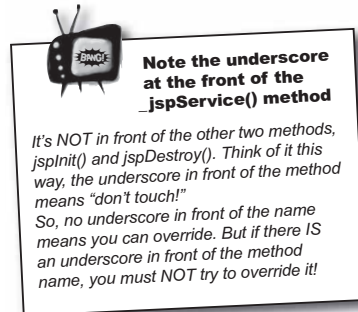 BANG!
Note the underscore
at the front of the
_jspService() method
It's NOT in front of the other two methods,
jspInit() and jspDestroy(). Think of it this
way, the underscore in front of the method
means "don't touch!"
So, no underscore in front of the name
means you can override. But if there IS
an underscore in front of the method
name, you must NOT try to override it!